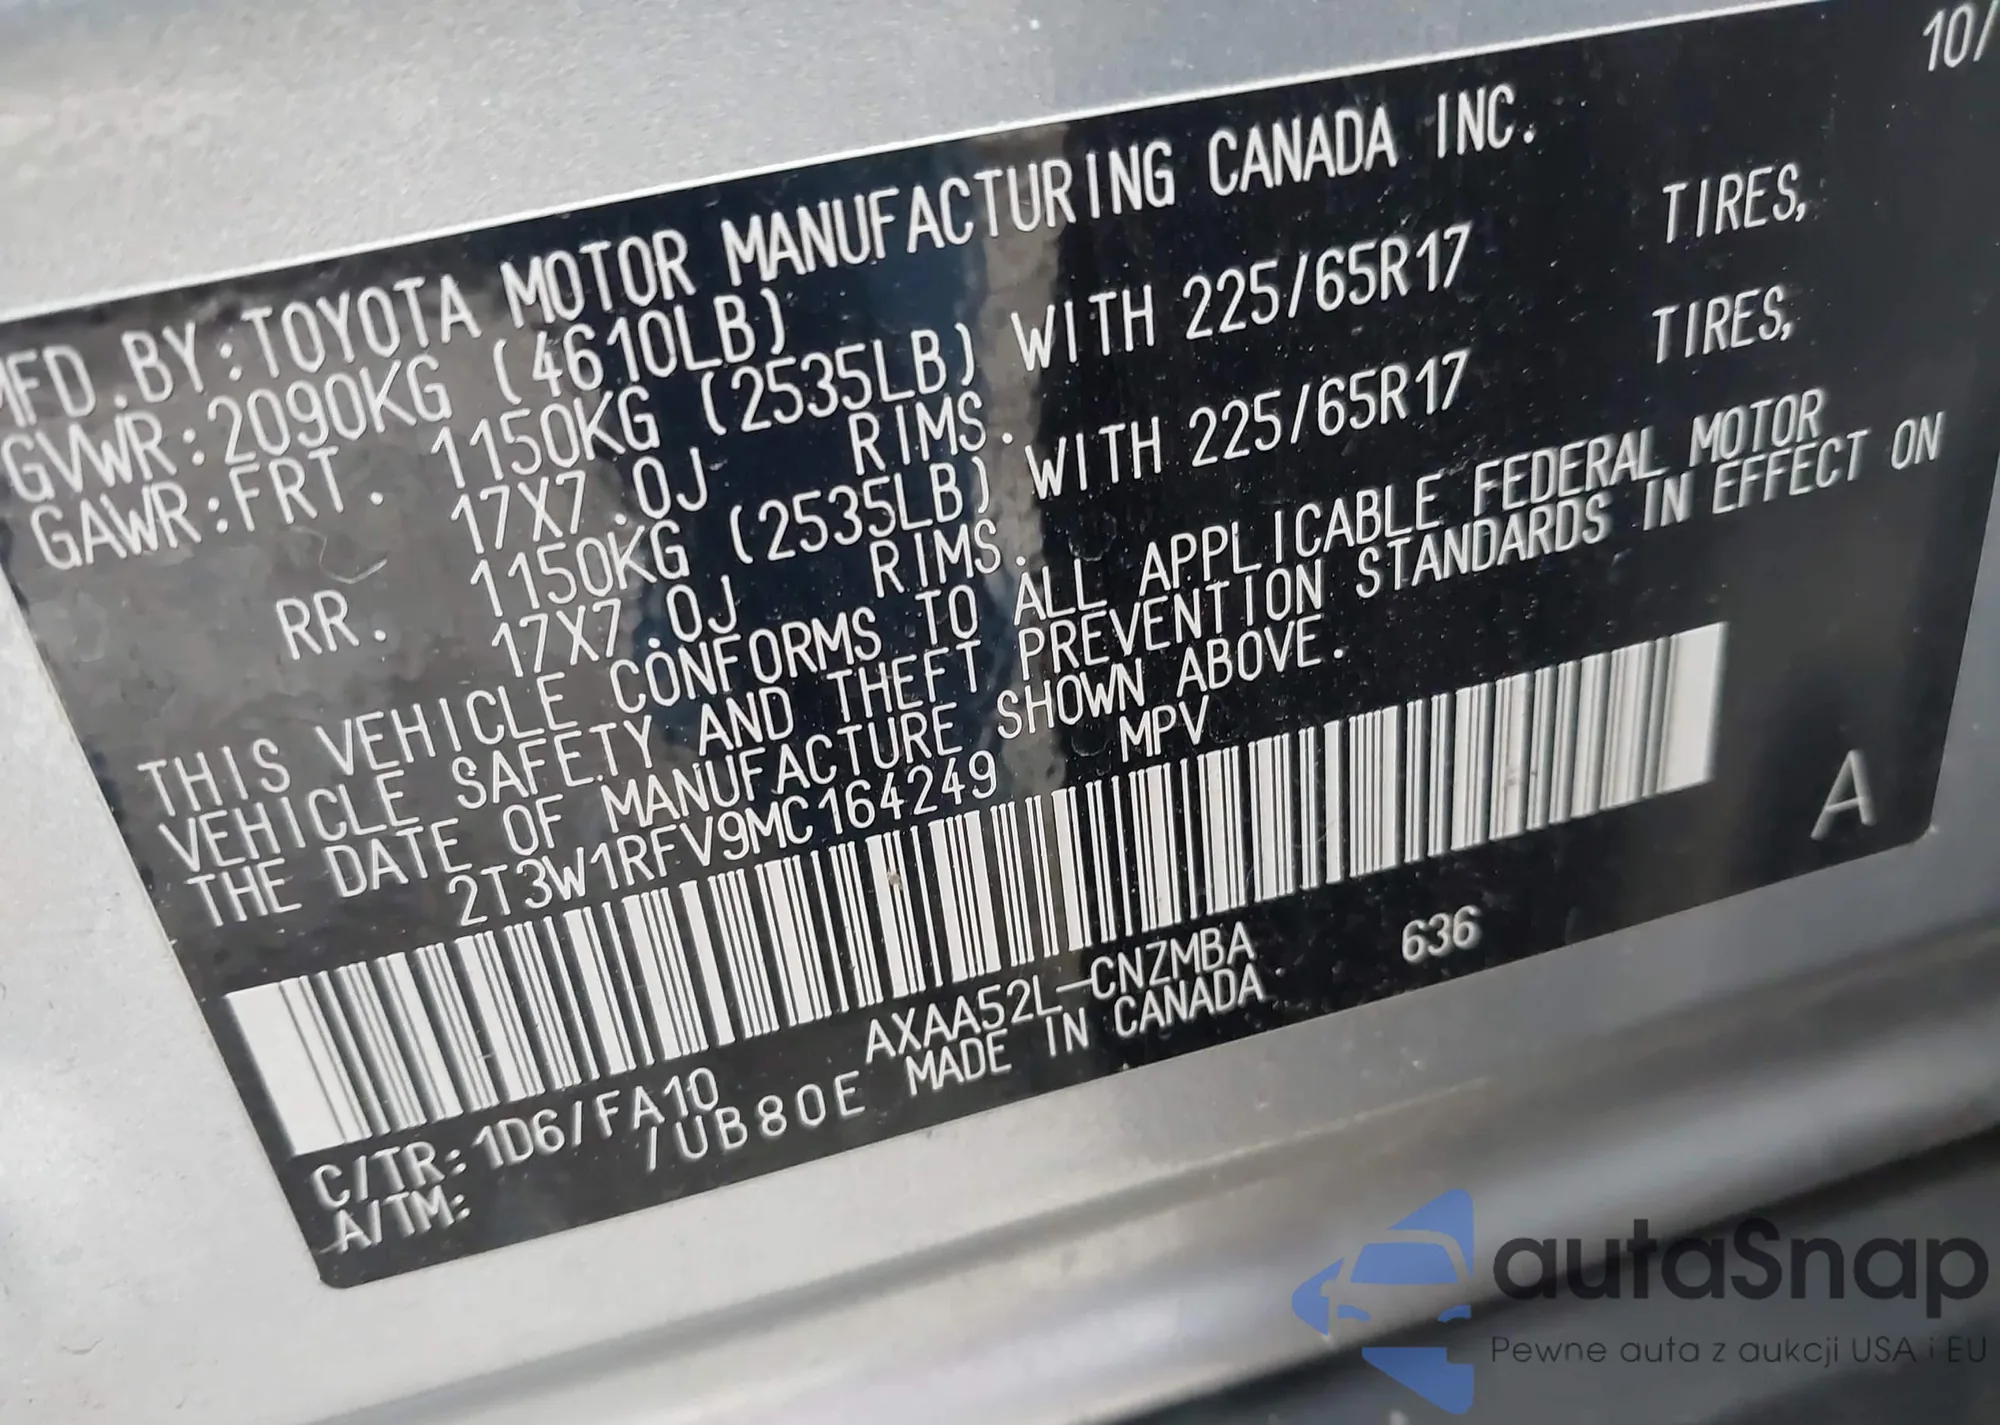 10/
MFD.BY:TOYOTA MOTOR MANUFACTURING CANADA INC.
GVWR:2090KG (4610LB)
GAWR:FRT. 1150KG (2535LB) WITH 225/65R17 TIRES,
17X7.0J RIMS.
RR. 1150KG (2535LB) WITH 225/65R17 TIRES,
17X7.0J RIMS.
THIS VEHICLE CONFORMS TO ALL APPLICABLE FEDERAL MOTOR
VEHICLE SAFETY AND THEFT PREVENTION STANDARDS IN EFFECT ON
THE DATE OF MANUFACTURE SHOWN ABOVE.
2T3W1RFV9MC164249 MPV
A
AXAA52L-CNZMBA 636
C/TR:1D6/FA10 MADE IN CANADA
A/TM: /UB80E
autaSnap
Pewne auta z aukcji USA i EU